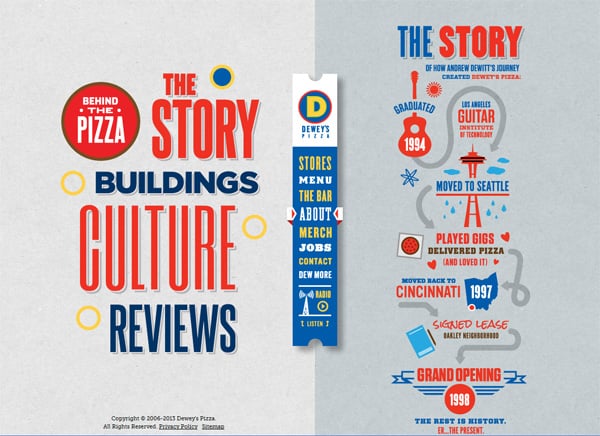 BEHIND
THE
PIZZA
THE
STORY
BUILDINGS
CULTURE
REVIEWS
Copyright © 2006-2013 Dewey's Pizza.
All Rights Reserved. Privacy Policy Sitemap
D
DEWEY'S
PIZZA
STORES
MENU
THE BAR
ABOUT
MERCH
JOBS
CONTACT
DEW MORE
RADIO
LISTEN
THE STORY
OF HOW ANDREW DEWITT'S JOURNEY
CREATED DEWEY'S PIZZA:
GRADUATED
1994
LOS ANGELES
GUITAR
INSTITUTE
OF TECHNOLOGY
MOVED TO SEATTLE
PLAYED GIGS
DELIVERED PIZZA
(AND LOVED IT)
MOVED BACK TO
CINCINNATI
1997
SIGNED LEASE
OAKLEY NEIGHBORHOOD
GRAND OPENING
1998
THE REST IS HISTORY.
ER...THE PRESENT.